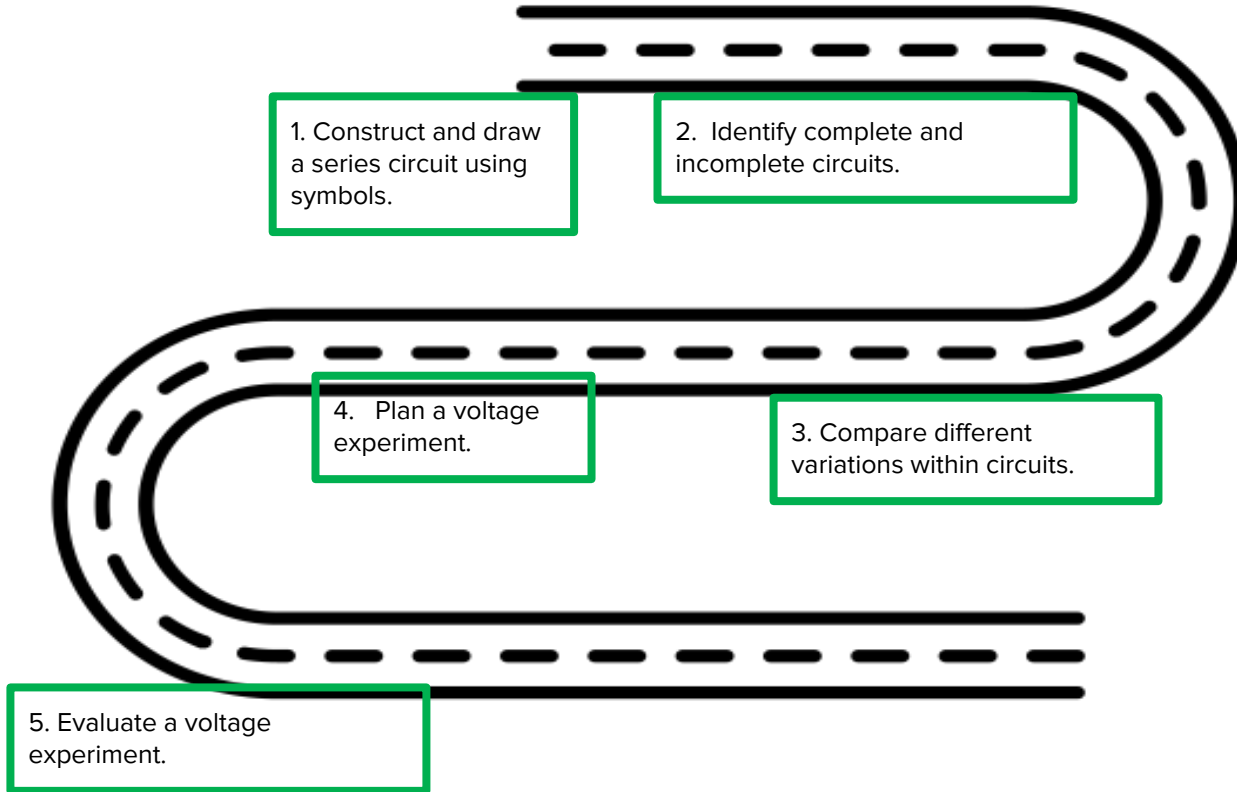 1. Construct and draw
a series circuit using
symbols.
2. Identify complete and
incomplete circuits.
3. Compare different
variations within circuits.
4. Plan a voltage
experiment.
5. Evaluate a voltage
experiment.